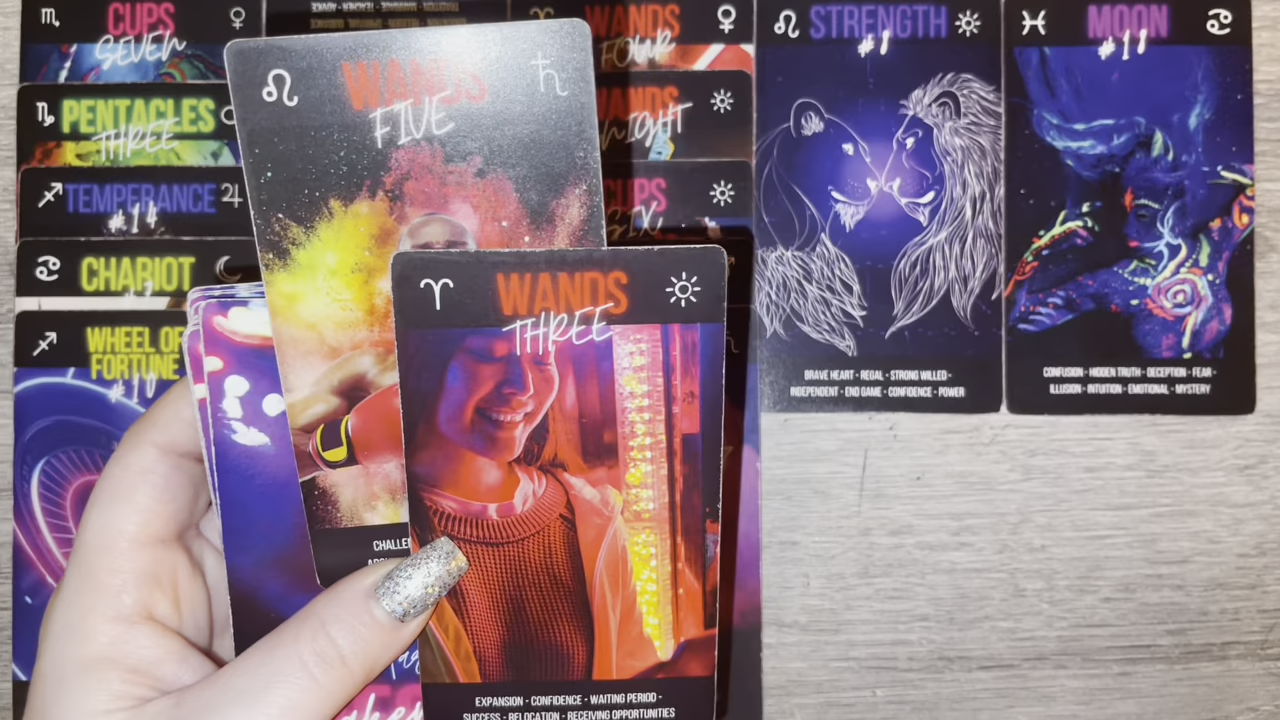 CUPS
SEVEN
PENTACLES
THREE
TEMPERANCE
#14
CHARIOT
WHEEL OF
FORTUNE
#10
WANDS
FIVE
WANDS
THREE
EXPANSION - CONFIDENCE - WAITING PERIOD -
SUCCESS - RELOCATION - RECEIVING OPPORTUNITIES
WANDS
FOUR
WANDS
CUPS
SIX
STRENGTH
#8
BRAVE HEART - REGAL - STRONG WILLED -
INDEPENDENT - END GAME - CONFIDENCE - POWER
MOON
#18
CONFUSION - HIDDEN TRUTH - DECEPTION - FEAR -
ILLUSION - INTUITION - EMOTIONAL - MYSTERY